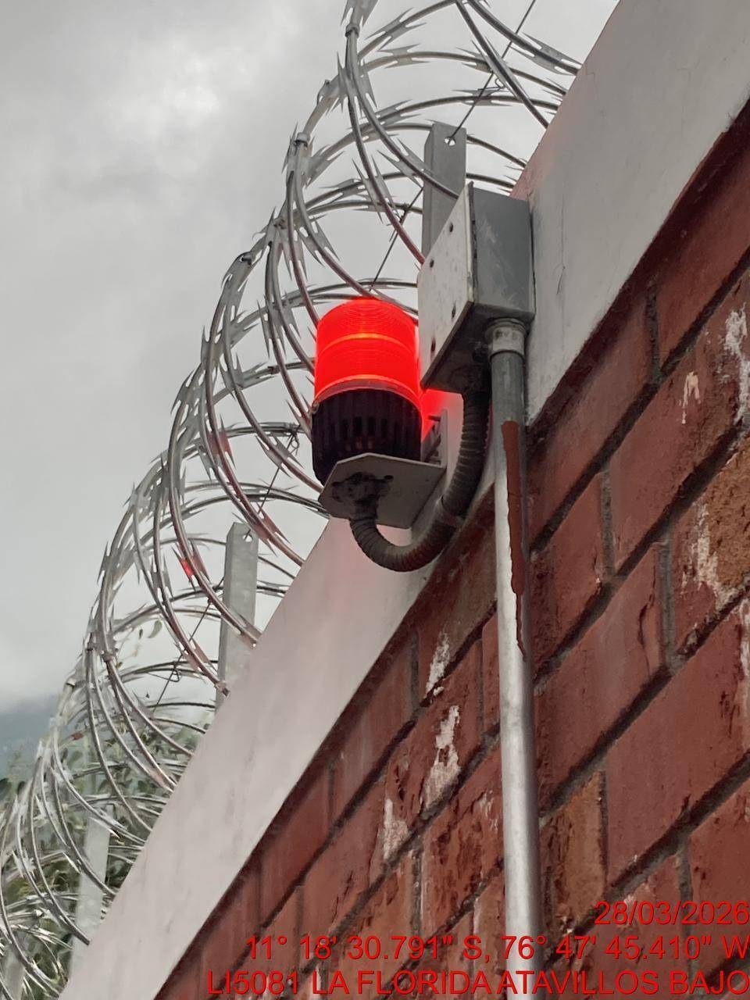 28/03/2026
11° 18' 30.791" S, 76° 47' 45.410" W
LI5081 LA FLORIDA ATAVILLOS BAJO